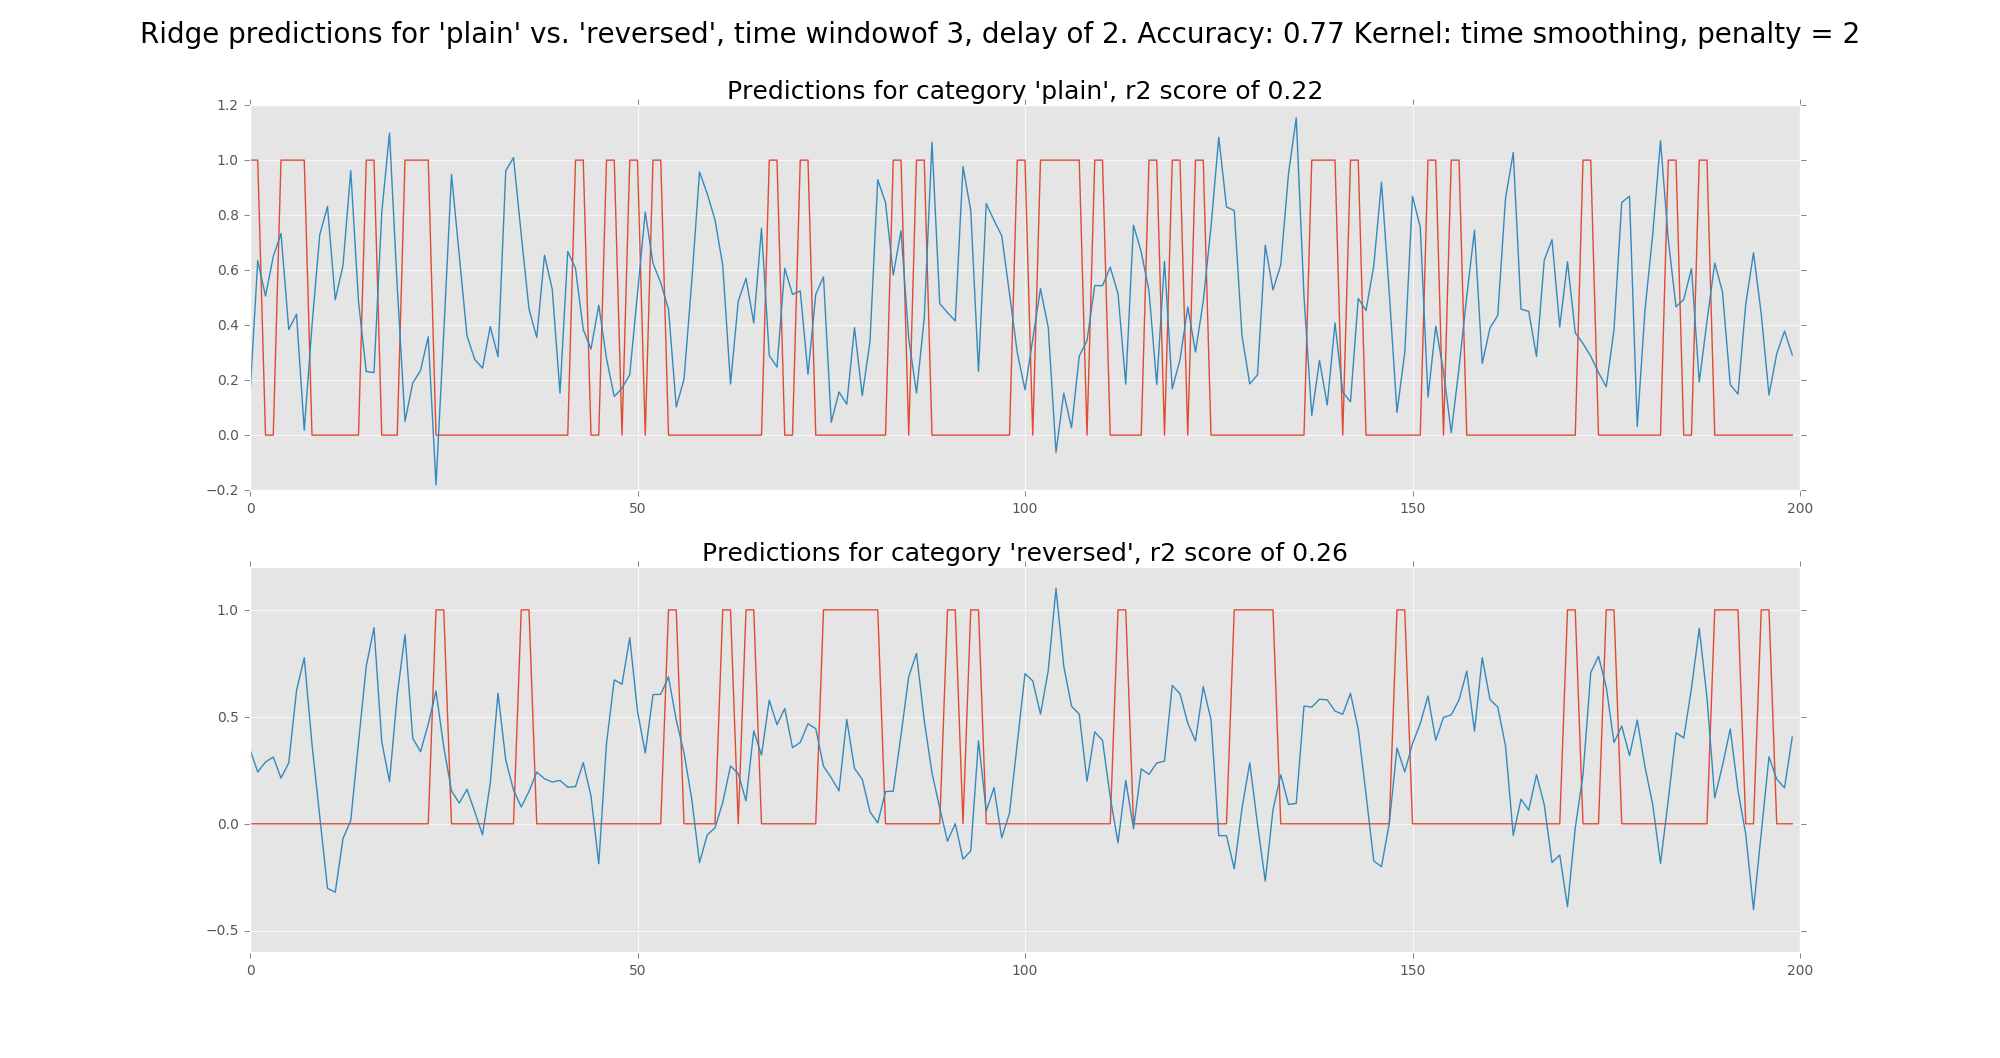 Ridge predictions for 'plain' vs. 'reversed', time windowof 3, delay of 2. Accuracy: 0.77 Kernel: time smoothing, penalty = 2
Predictions for category 'plain', r2 score of 0.22
1.2
1.0
0.8
0.6
0.4
0.2
0.0
−0.2
0 50 100 150 200
Predictions for category 'reversed', r2 score of 0.26
1.0
0.5
0.0
−0.5
0 50 100 150 200